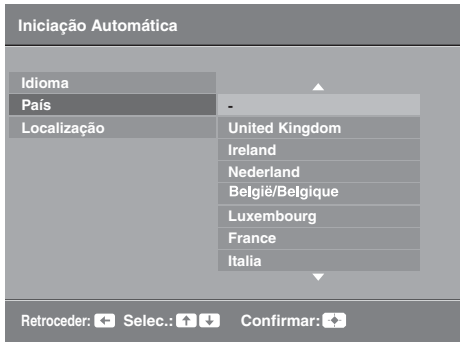 Iniciação Automática
Idioma
País
-
Localização
United Kingdom
Ireland
Nederland
België/Belgique
Luxembourg
France
Italia
Retroceder: Selec.: Confirmar: